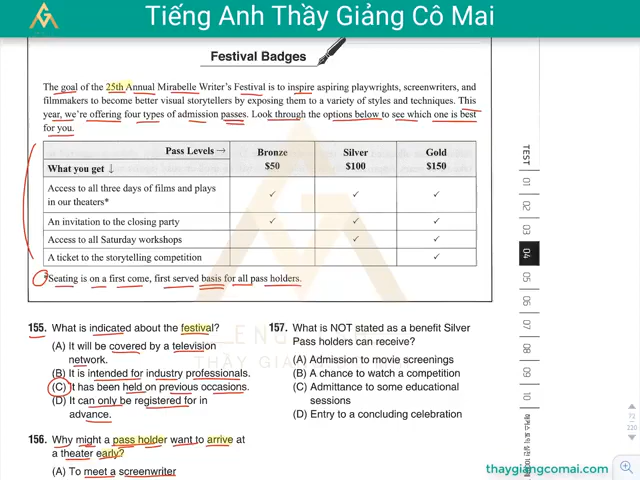 Tiếng Anh Thầy Giảng Cô Mai
Festival Badges
The goal of the 25th Annual Mirabelle Writer's Festival is to inspire aspiring playwrights, screenwriters, and
filmmakers to become better visual storytellers by exposing them to a variety of styles and techniques. This
year, we're offering four types of admission passes. Look through the options below to see which one is best
for you.
Pass Levels → Bronze Silver Gold
What you get ↓ $50 $100 $150
Access to all three days of films and plays
in our theaters* ✓ ✓ ✓
An invitation to the closing party ✓ ✓ ✓
Access to all Saturday workshops ✓ ✓
A ticket to the storytelling competition ✓
*Seating is on a first come, first served basis for all pass holders.
155. What is indicated about the festival?
(A) It will be covered by a television
network.
(B) It is intended for industry professionals.
(C) It has been held on previous occasions.
(D) It can only be registered for in
advance.
156. Why might a pass holder want to arrive at
a theater early?
(A) To meet a screenwriter
157. What is NOT stated as a benefit Silver
Pass holders can receive?
(A) Admission to movie screenings
(B) A chance to watch a competition
(C) Admittance to some educational
sessions
(D) Entry to a concluding celebration
TEST
01
02
03
04
05
06
07
08
09
10
THẦY GIẢ
thaygiangcomai.com
220